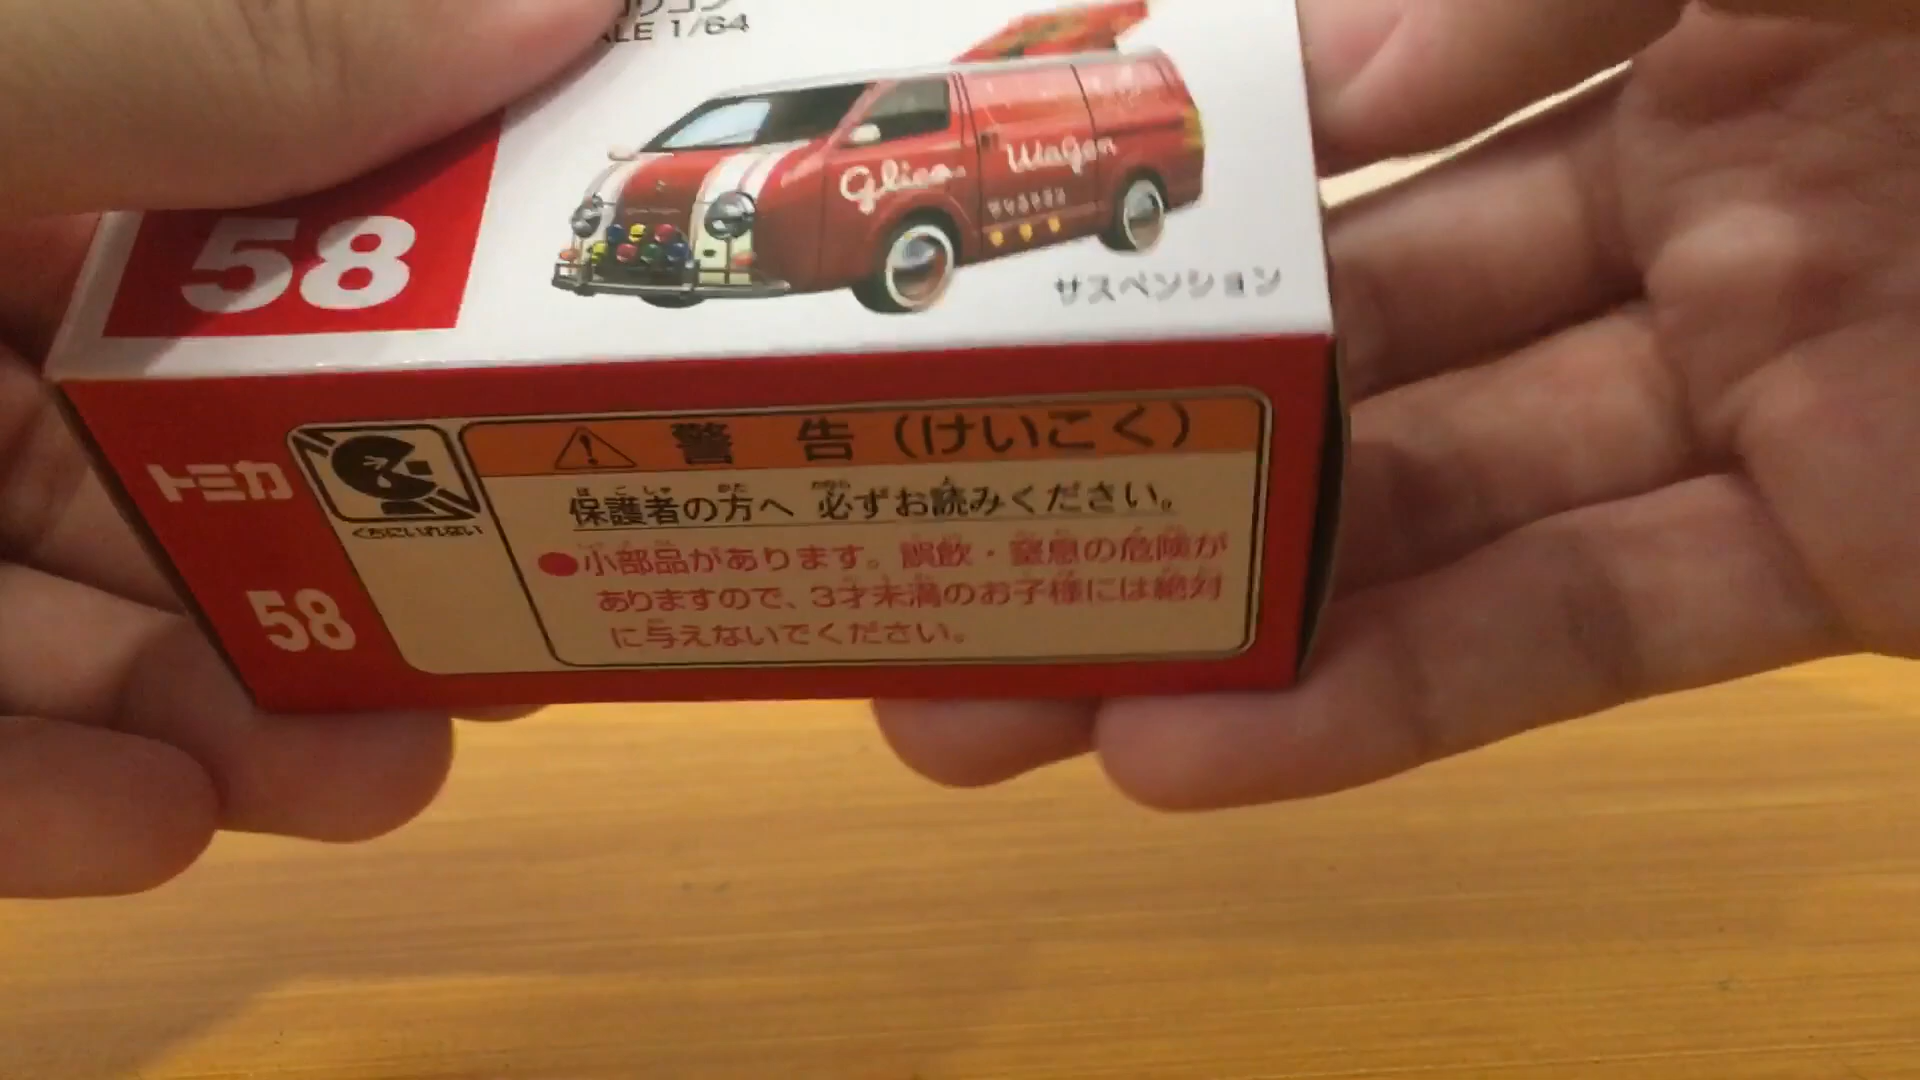 SCALE 1/64
58
Glico Wagon
サスペンション
トミカ
58
くちにいれない
警 告 (けいこく)
保護者の方へ 必ずお読みください。
●小部品があります。誤飲・窒息の危険が
ありますので、3才未満のお子様には絶対
に与えないでください。